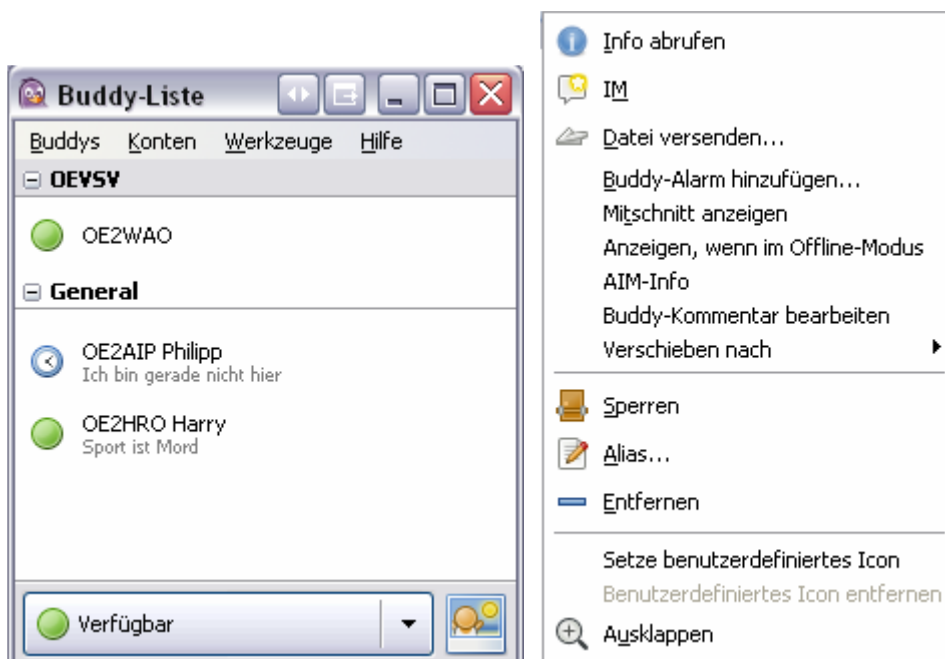 Buddy-Liste
Buddys Konten Werkzeuge Hilfe
OEVSV
OE2WAO
General
OE2AIP Philipp
Ich bin gerade nicht hier
OE2HRO Harry
Sport ist Mord
Verfügbar
Info abrufen
IM
Datei versenden...
Buddy-Alarm hinzufügen...
Mitschnitt anzeigen
Anzeigen, wenn im Offline-Modus
AIM-Info
Buddy-Kommentar bearbeiten
Verschieben nach
Sperren
Alias...
Entfernen
Setze benutzerdefiniertes Icon
Benutzerdefiniertes Icon entfernen
Ausklappen